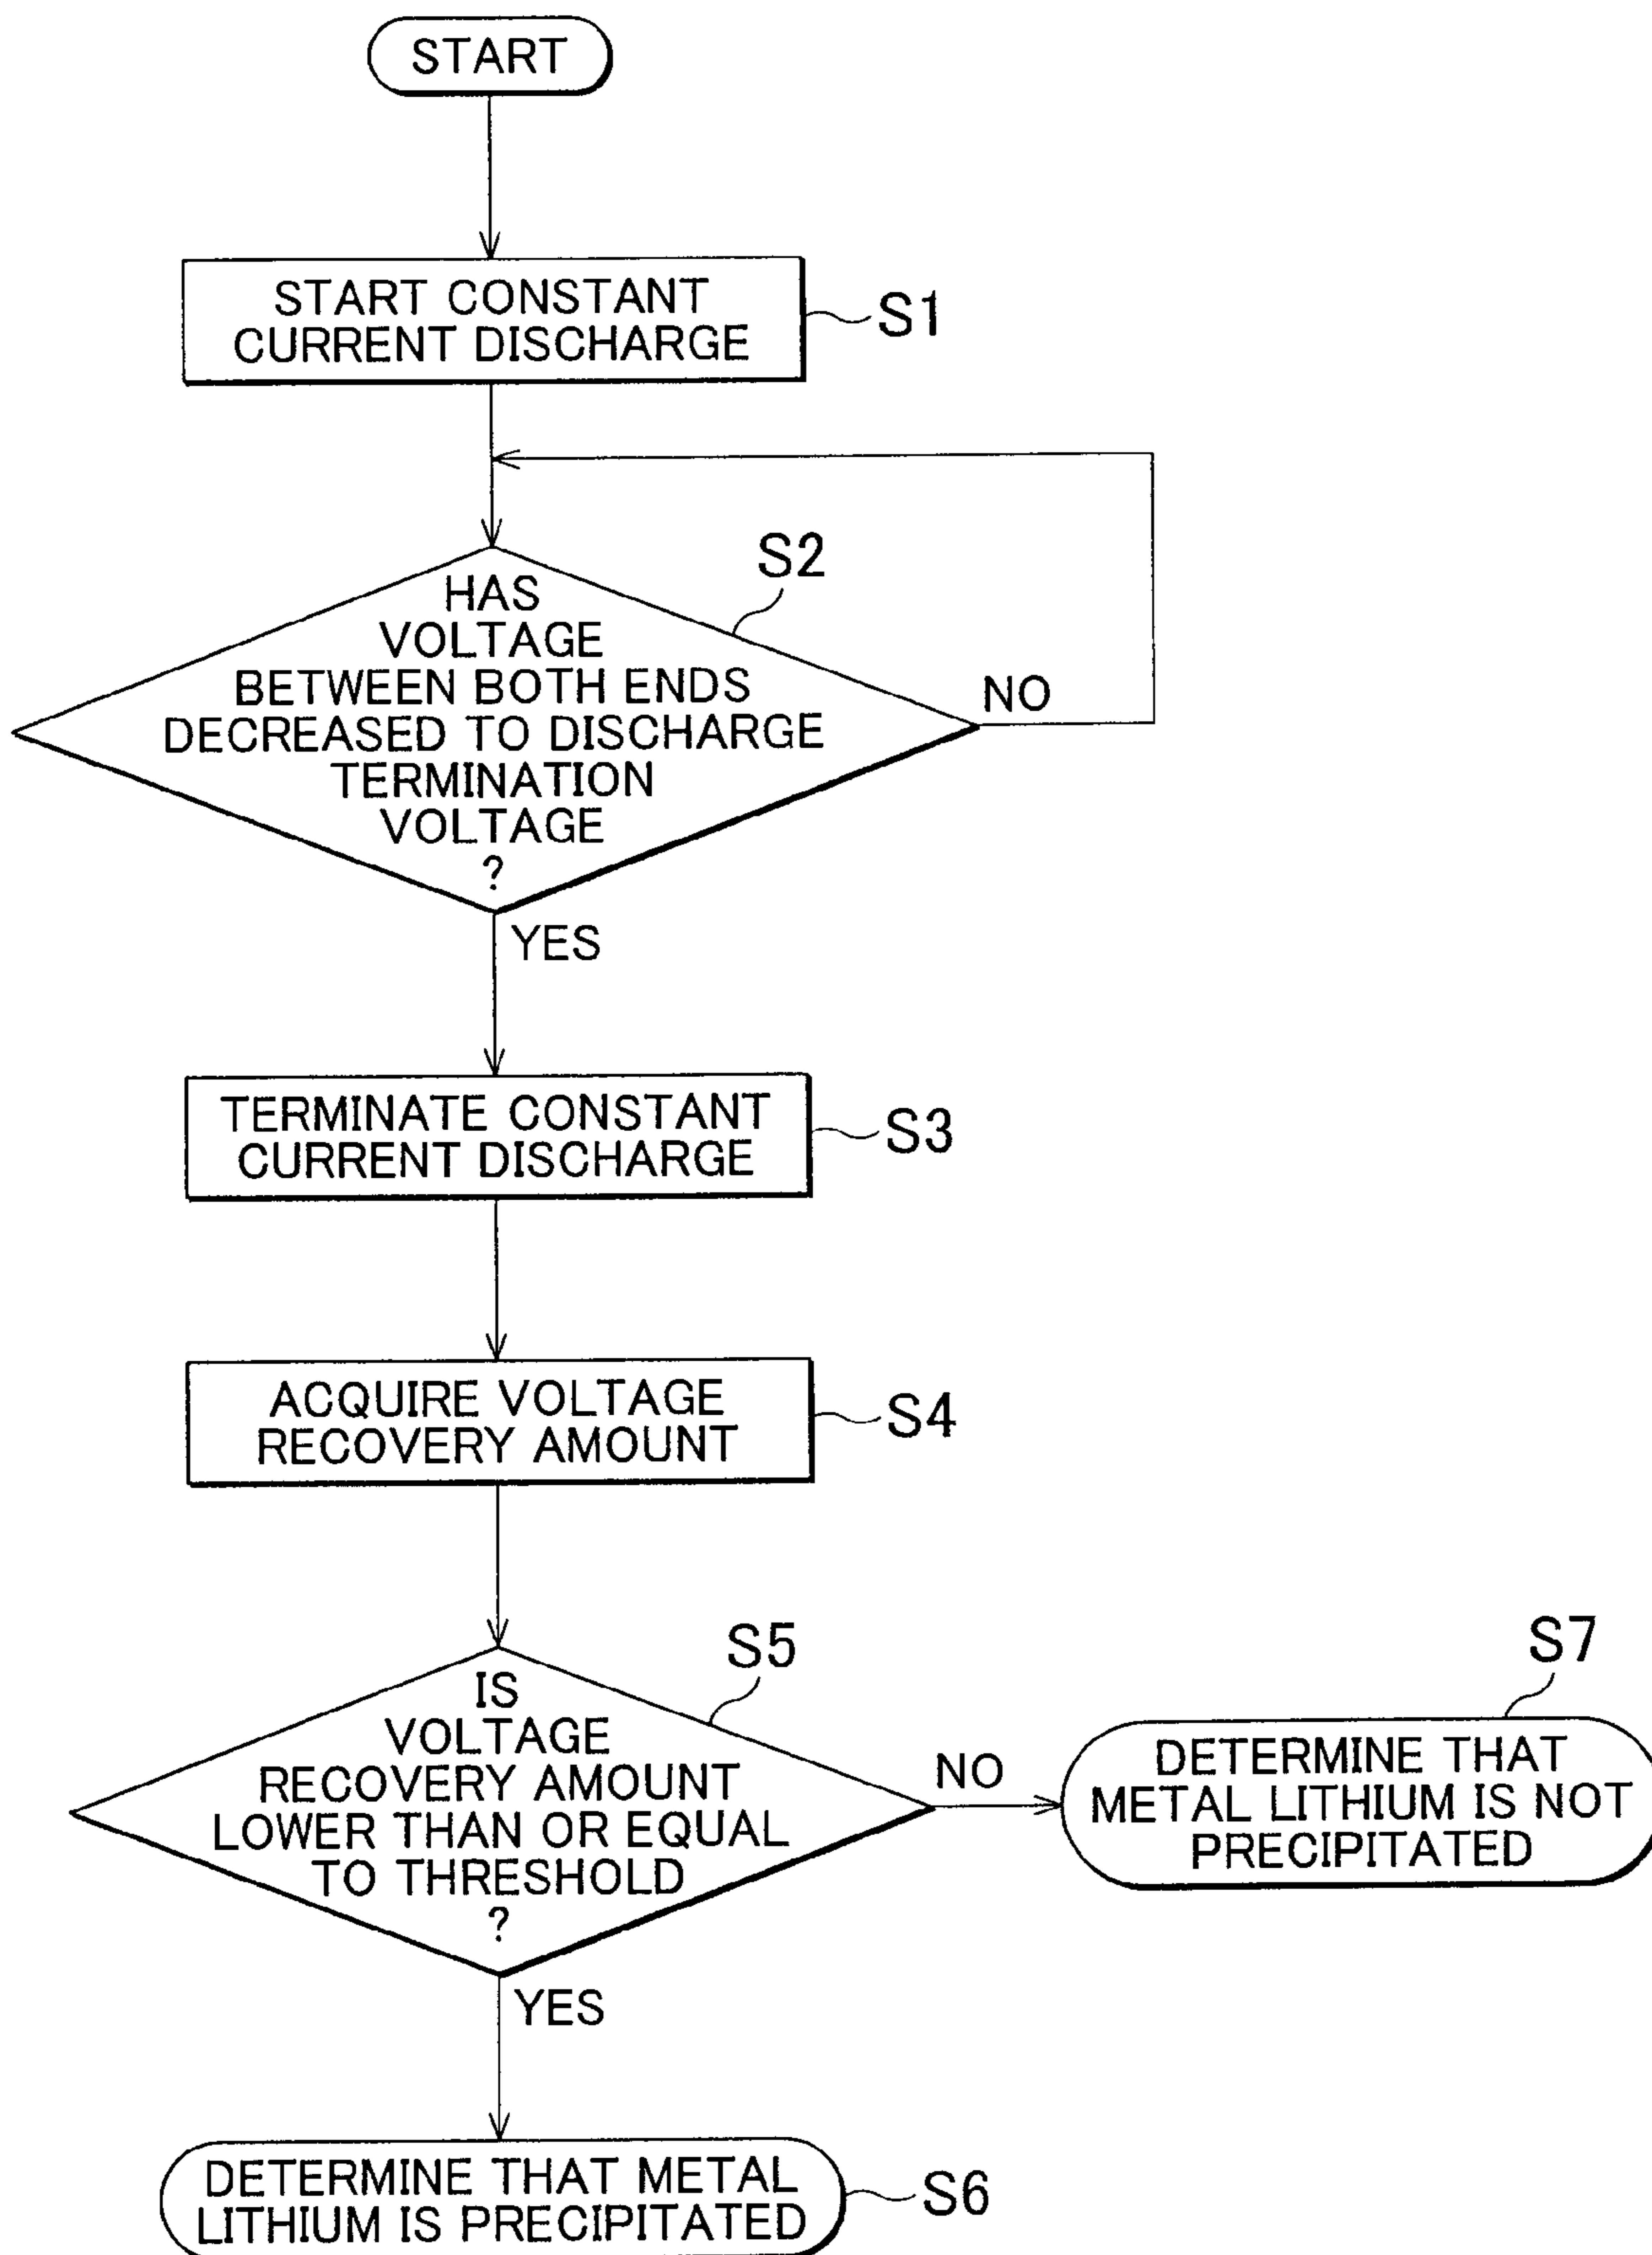 START
START CONSTANT
CURRENT DISCHARGE
S1
S2
HAS
VOLTAGE
BETWEEN BOTH ENDS
DECREASED TO DISCHARGE
TERMINATION
VOLTAGE
?
NO
YES
TERMINATE CONSTANT
CURRENT DISCHARGE
S3
ACQUIRE VOLTAGE
RECOVERY AMOUNT
S4
S5
IS
VOLTAGE
RECOVERY AMOUNT
LOWER THAN OR EQUAL
TO THRESHOLD
?
NO
S7
DETERMINE THAT
METAL LITHIUM IS NOT
PRECIPITATED
YES
DETERMINE THAT METAL
LITHIUM IS PRECIPITATED
S6